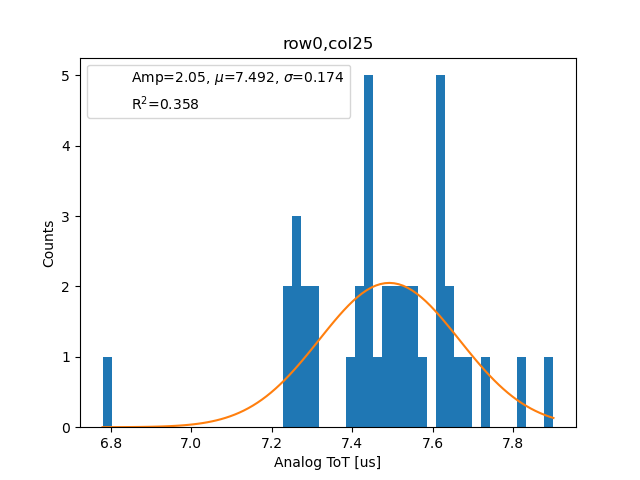 row0,col25
Amp=2.05, μ=7.492, σ=0.174
R²=0.358
5
4
3
2
1
0
Counts
6.8 7.0 7.2 7.4 7.6 7.8
Analog ToT [us]